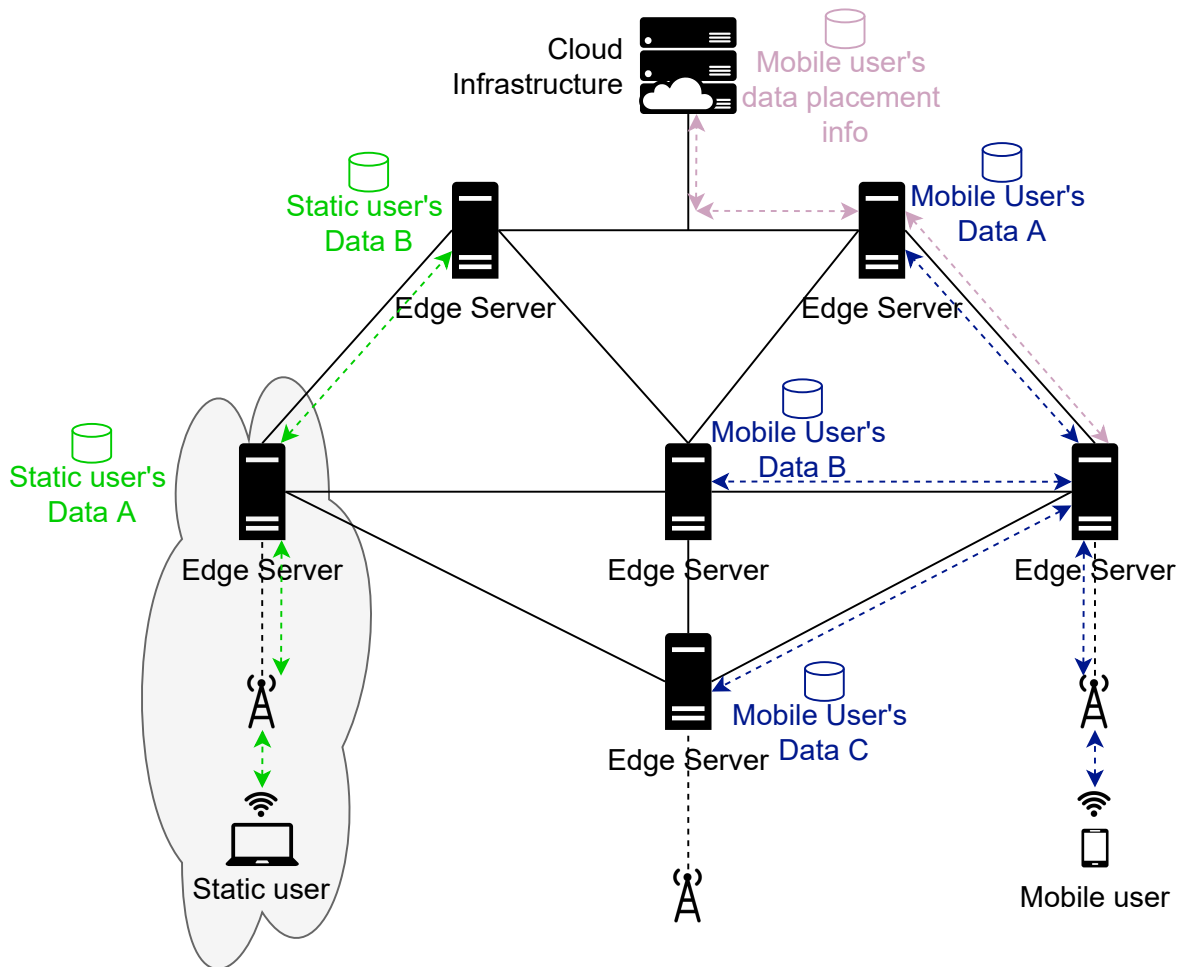 Cloud
Infrastructure
Mobile user's
data placement
info
Static user's
Data B
Mobile User's
Data A
Edge Server
Edge Server
Static user's
Data A
Mobile User's
Data B
Edge Server
Edge Server
Edge Server
Mobile User's
Data C
Edge Server
Static user
Mobile user